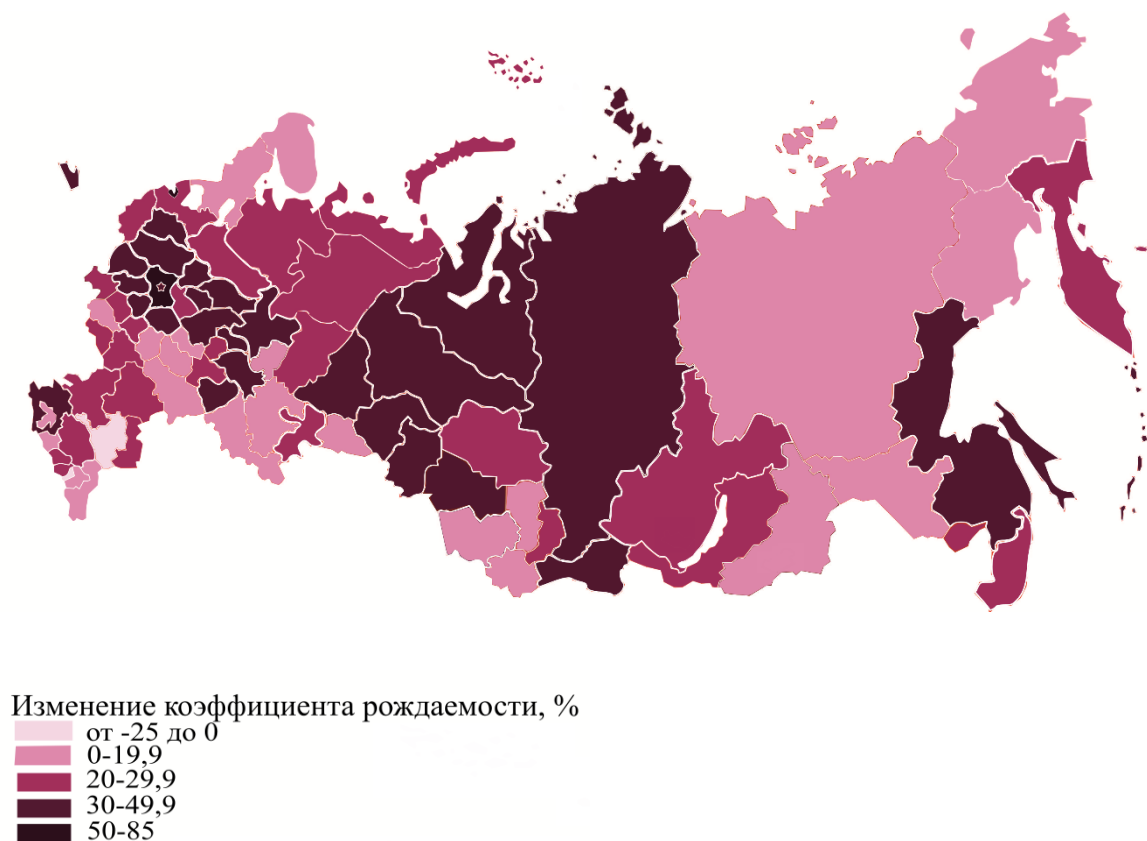 Изменение коэффициента рождаемости, %
от -25 до 0
0-19,9
20-29,9
30-49,9
50-85